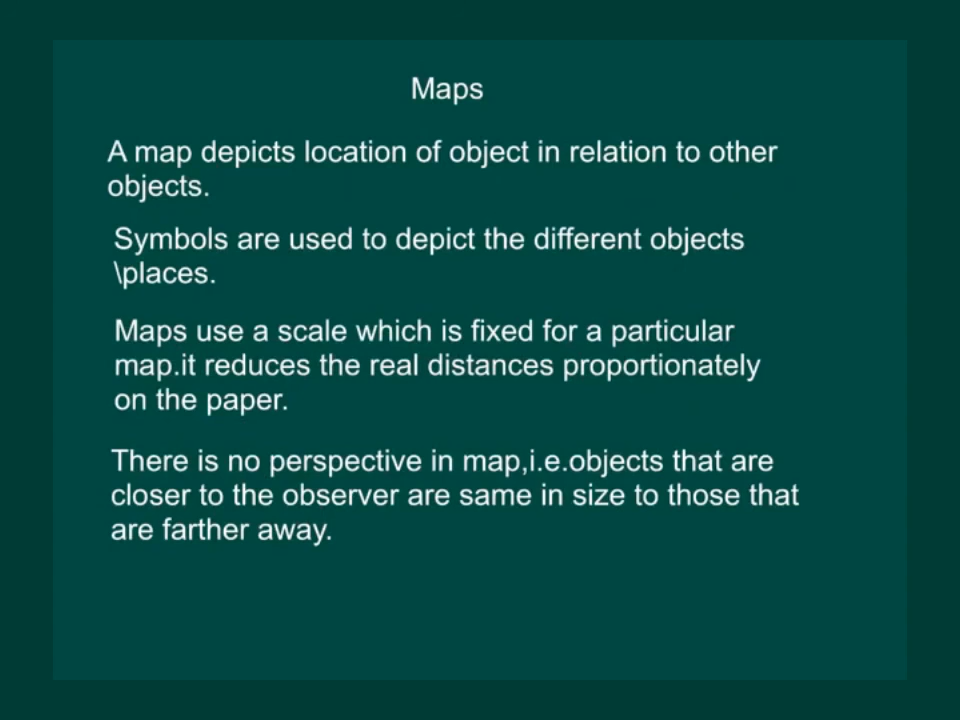 Maps
A map depicts location of object in relation to other
objects.
Symbols are used to depict the different objects
\places.
Maps use a scale which is fixed for a particular
map.it reduces the real distances proportionately
on the paper.
There is no perspective in map,i.e.objects that are
closer to the observer are same in size to those that
are farther away.